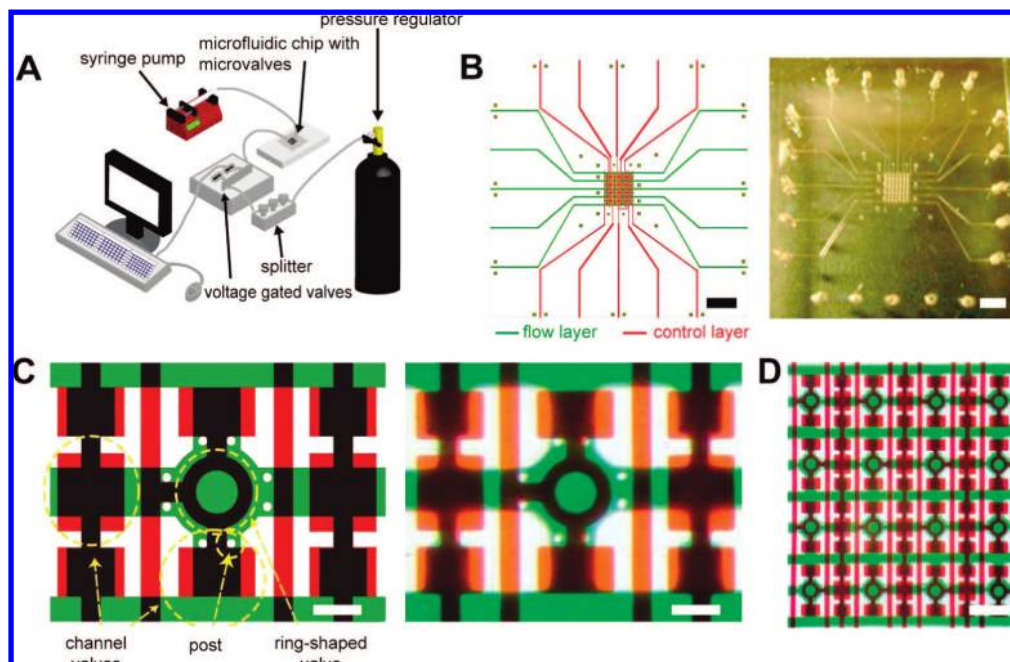 pressure regulator
A
microfluidic chip with
microvalves
syringe pump
B
splitter
voltage gated valves
flow layer
control layer
C
D
channel
post
ring-shaped